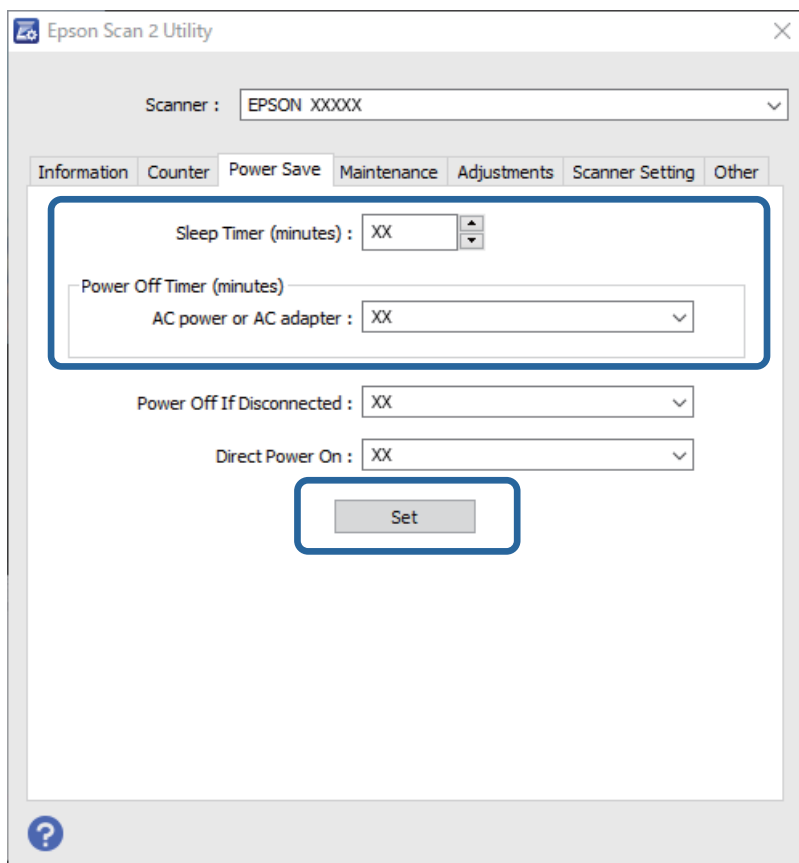 Epson Scan 2 Utility
Scanner : EPSON XXXXX
Information Counter Power Save Maintenance Adjustments Scanner Setting Other
Sleep Timer (minutes) : XX
Power Off Timer (minutes)
AC power or AC adapter : XX
Power Off If Disconnected : XX
Direct Power On : XX
Set
?